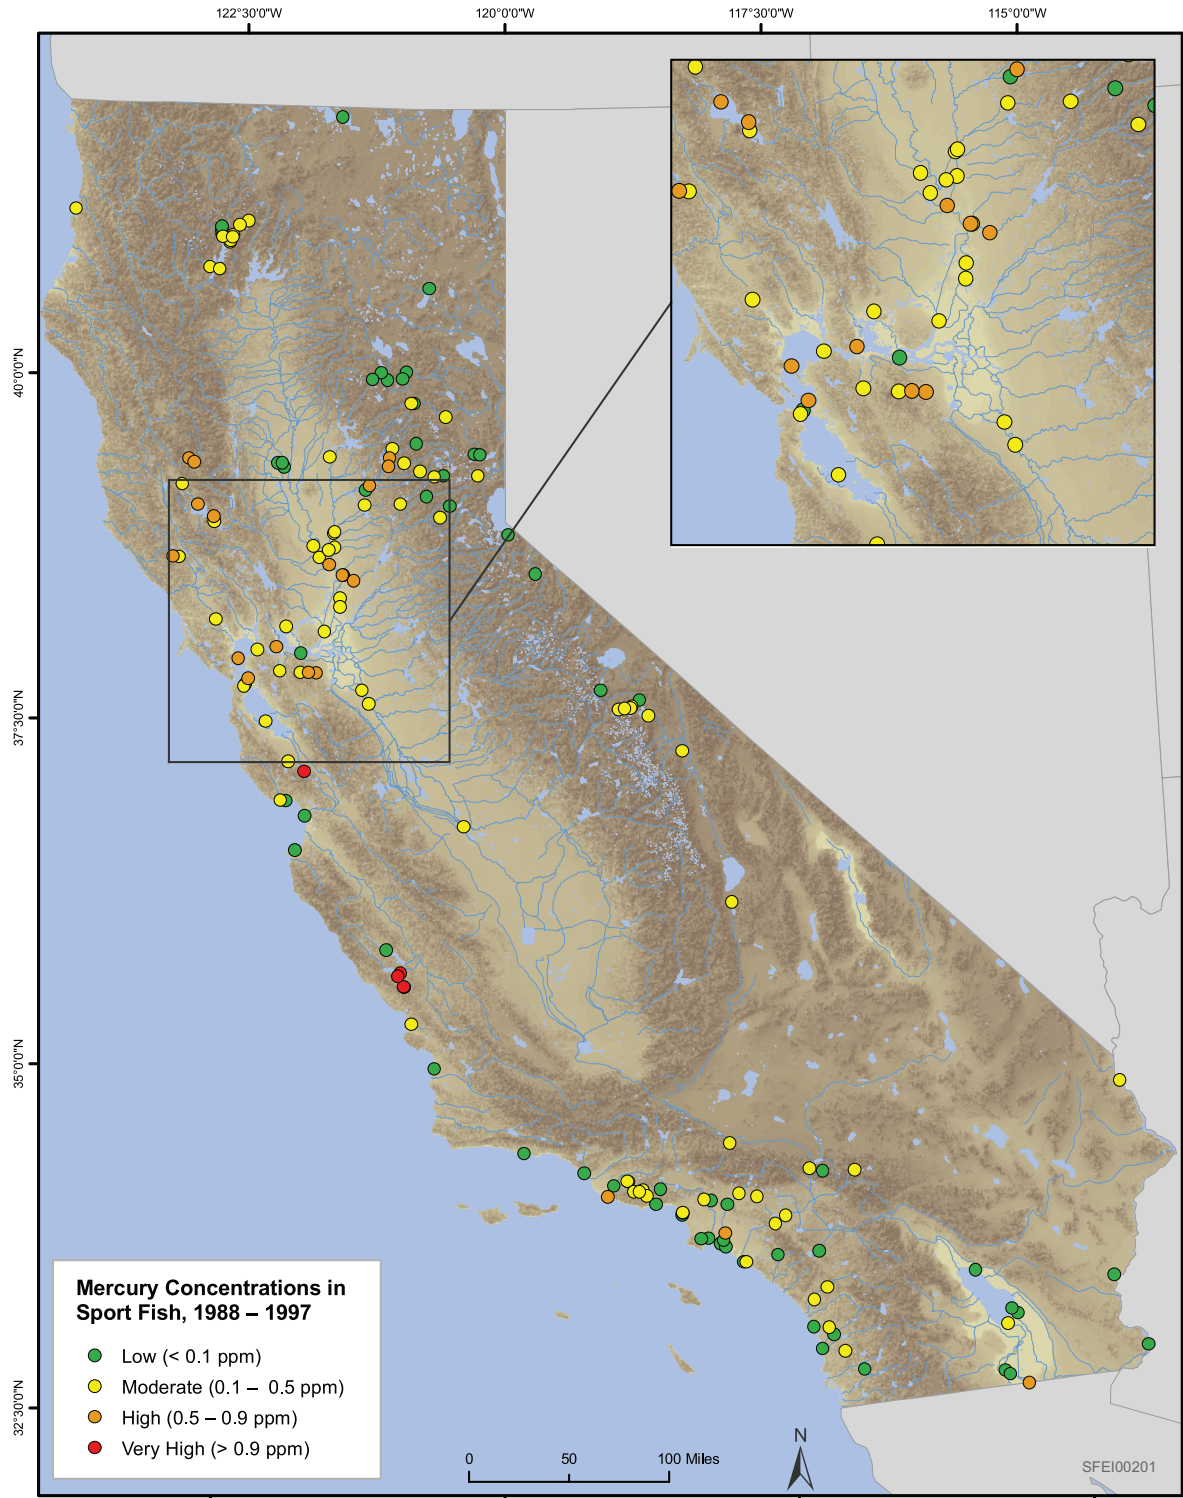 122°30'0"W 120°0'0"W 117°30'0"W 115°0'0"W
40°0'0"N
37°30'0"N
35°0'0"N
32°30'0"N
Mercury Concentrations in
Sport Fish, 1988 – 1997
Low (< 0.1 ppm)
Moderate (0.1 – 0.5 ppm)
High (0.5 – 0.9 ppm)
Very High (> 0.9 ppm)
0 50 100 Miles
N
SFEI00201